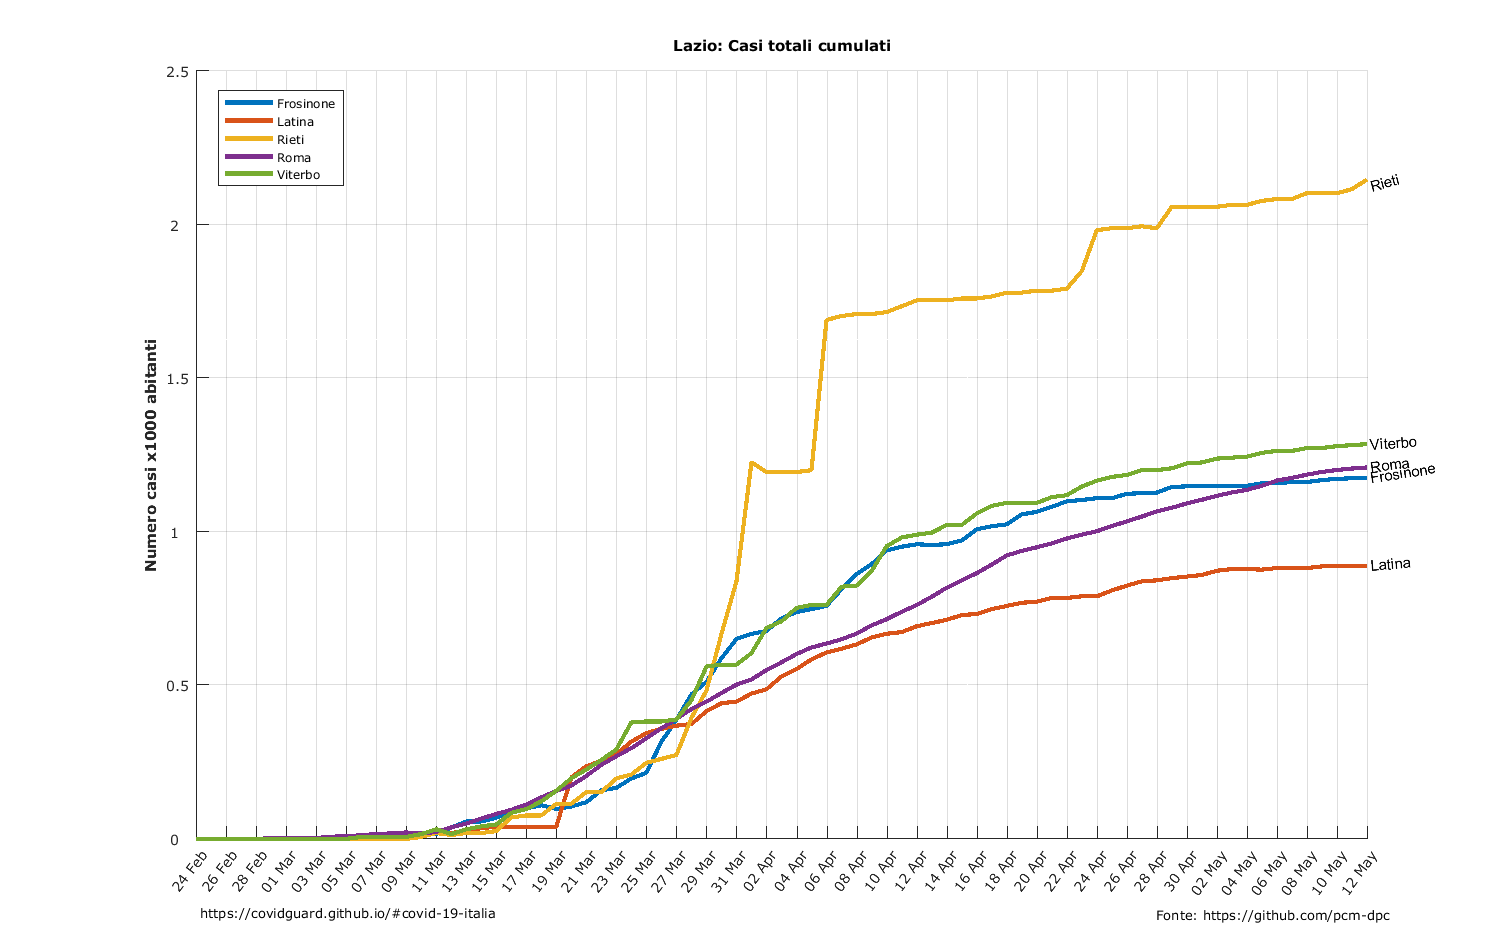 Lazio: Casi totali cumulati
2.5
2
1.5
1
0.5
0
Numero casi x1000 abitanti
Frosinone
Latina
Rieti
Roma
Viterbo
Rieti
Viterbo
Roma
Frosinone
Latina
24 Feb
26 Feb
28 Feb
01 Mar
03 Mar
05 Mar
07 Mar
09 Mar
11 Mar
13 Mar
15 Mar
17 Mar
19 Mar
21 Mar
23 Mar
25 Mar
27 Mar
29 Mar
31 Mar
02 Apr
04 Apr
06 Apr
08 Apr
10 Apr
12 Apr
14 Apr
16 Apr
18 Apr
20 Apr
22 Apr
24 Apr
26 Apr
28 Apr
30 Apr
02 May
04 May
06 May
08 May
10 May
12 May
https://covidguard.github.io/#covid-19-italia
Fonte: https://github.com/pcm-dpc